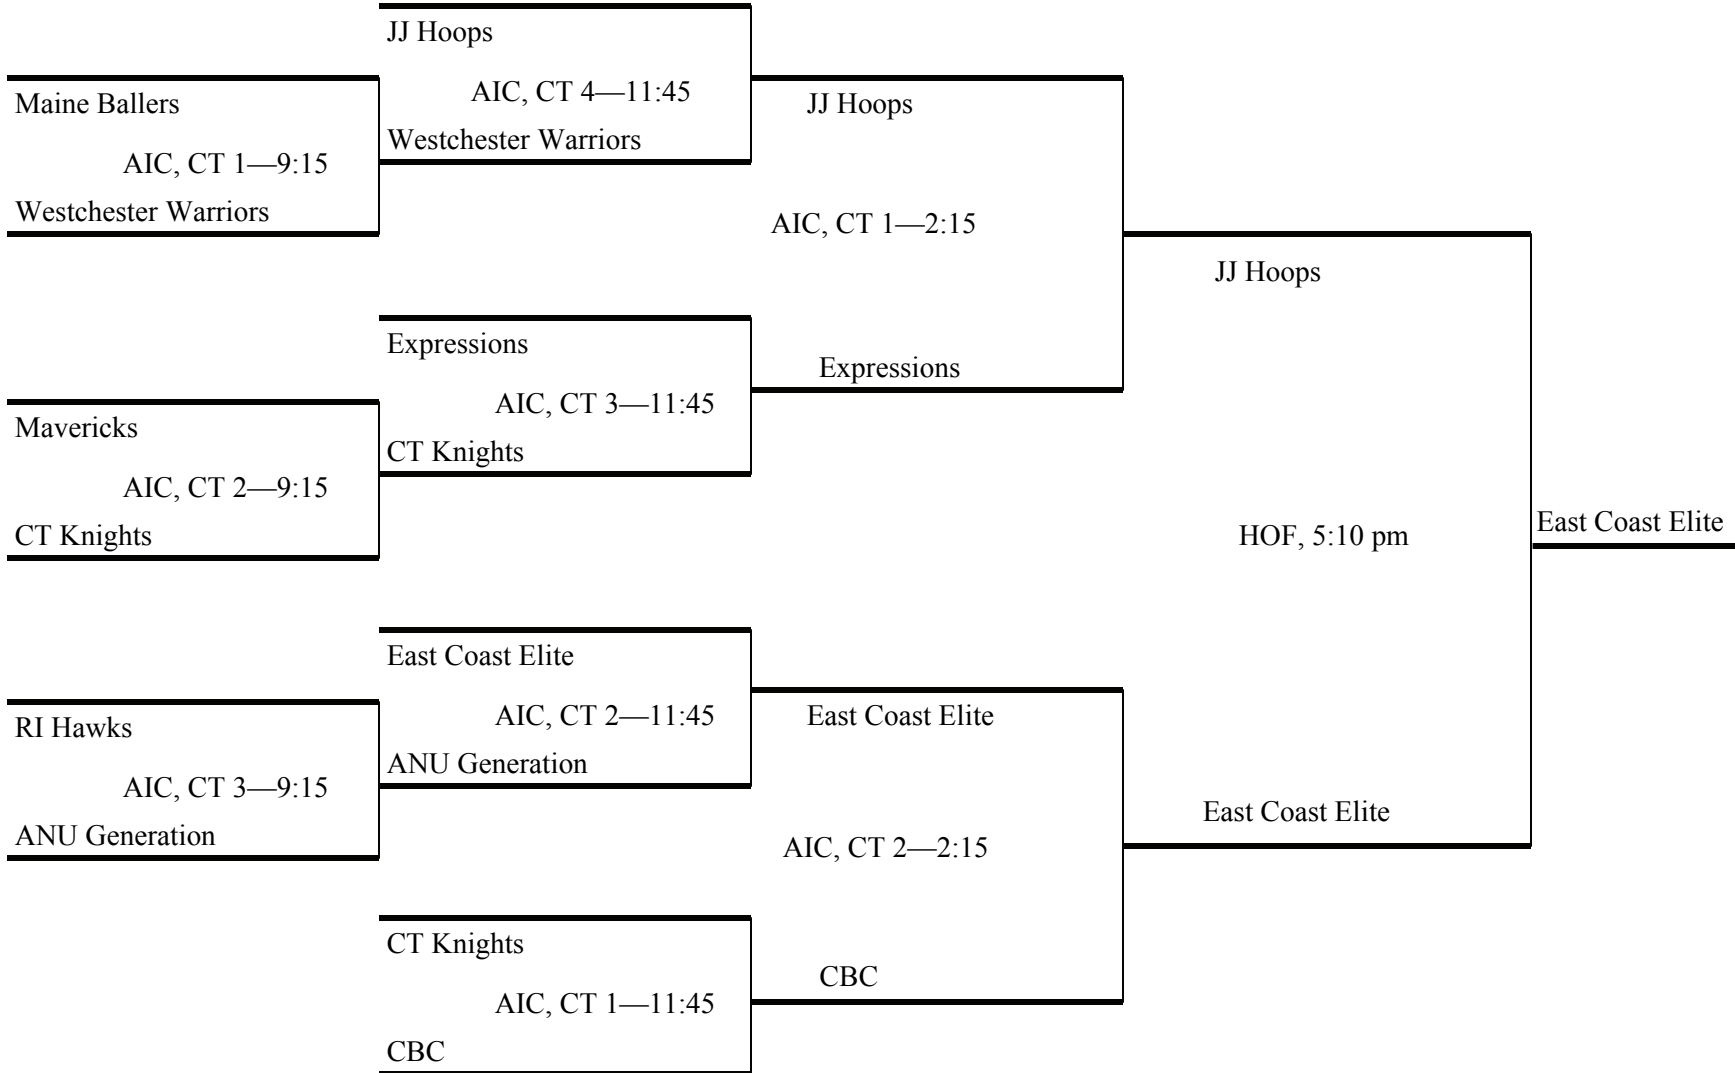 JJ Hoops
AIC, CT 4—11:45
Westchester Warriors
Maine Ballers
AIC, CT 1—9:15
Westchester Warriors
JJ Hoops
AIC, CT 1—2:15
JJ Hoops
Expressions
AIC, CT 3—11:45
CT Knights
Expressions
Mavericks
AIC, CT 2—9:15
CT Knights
HOF, 5:10 pm
East Coast Elite
East Coast Elite
AIC, CT 2—11:45
ANU Generation
RI Hawks
AIC, CT 3—9:15
ANU Generation
East Coast Elite
AIC, CT 2—2:15
East Coast Elite
CT Knights
AIC, CT 1—11:45
CBC
CBC